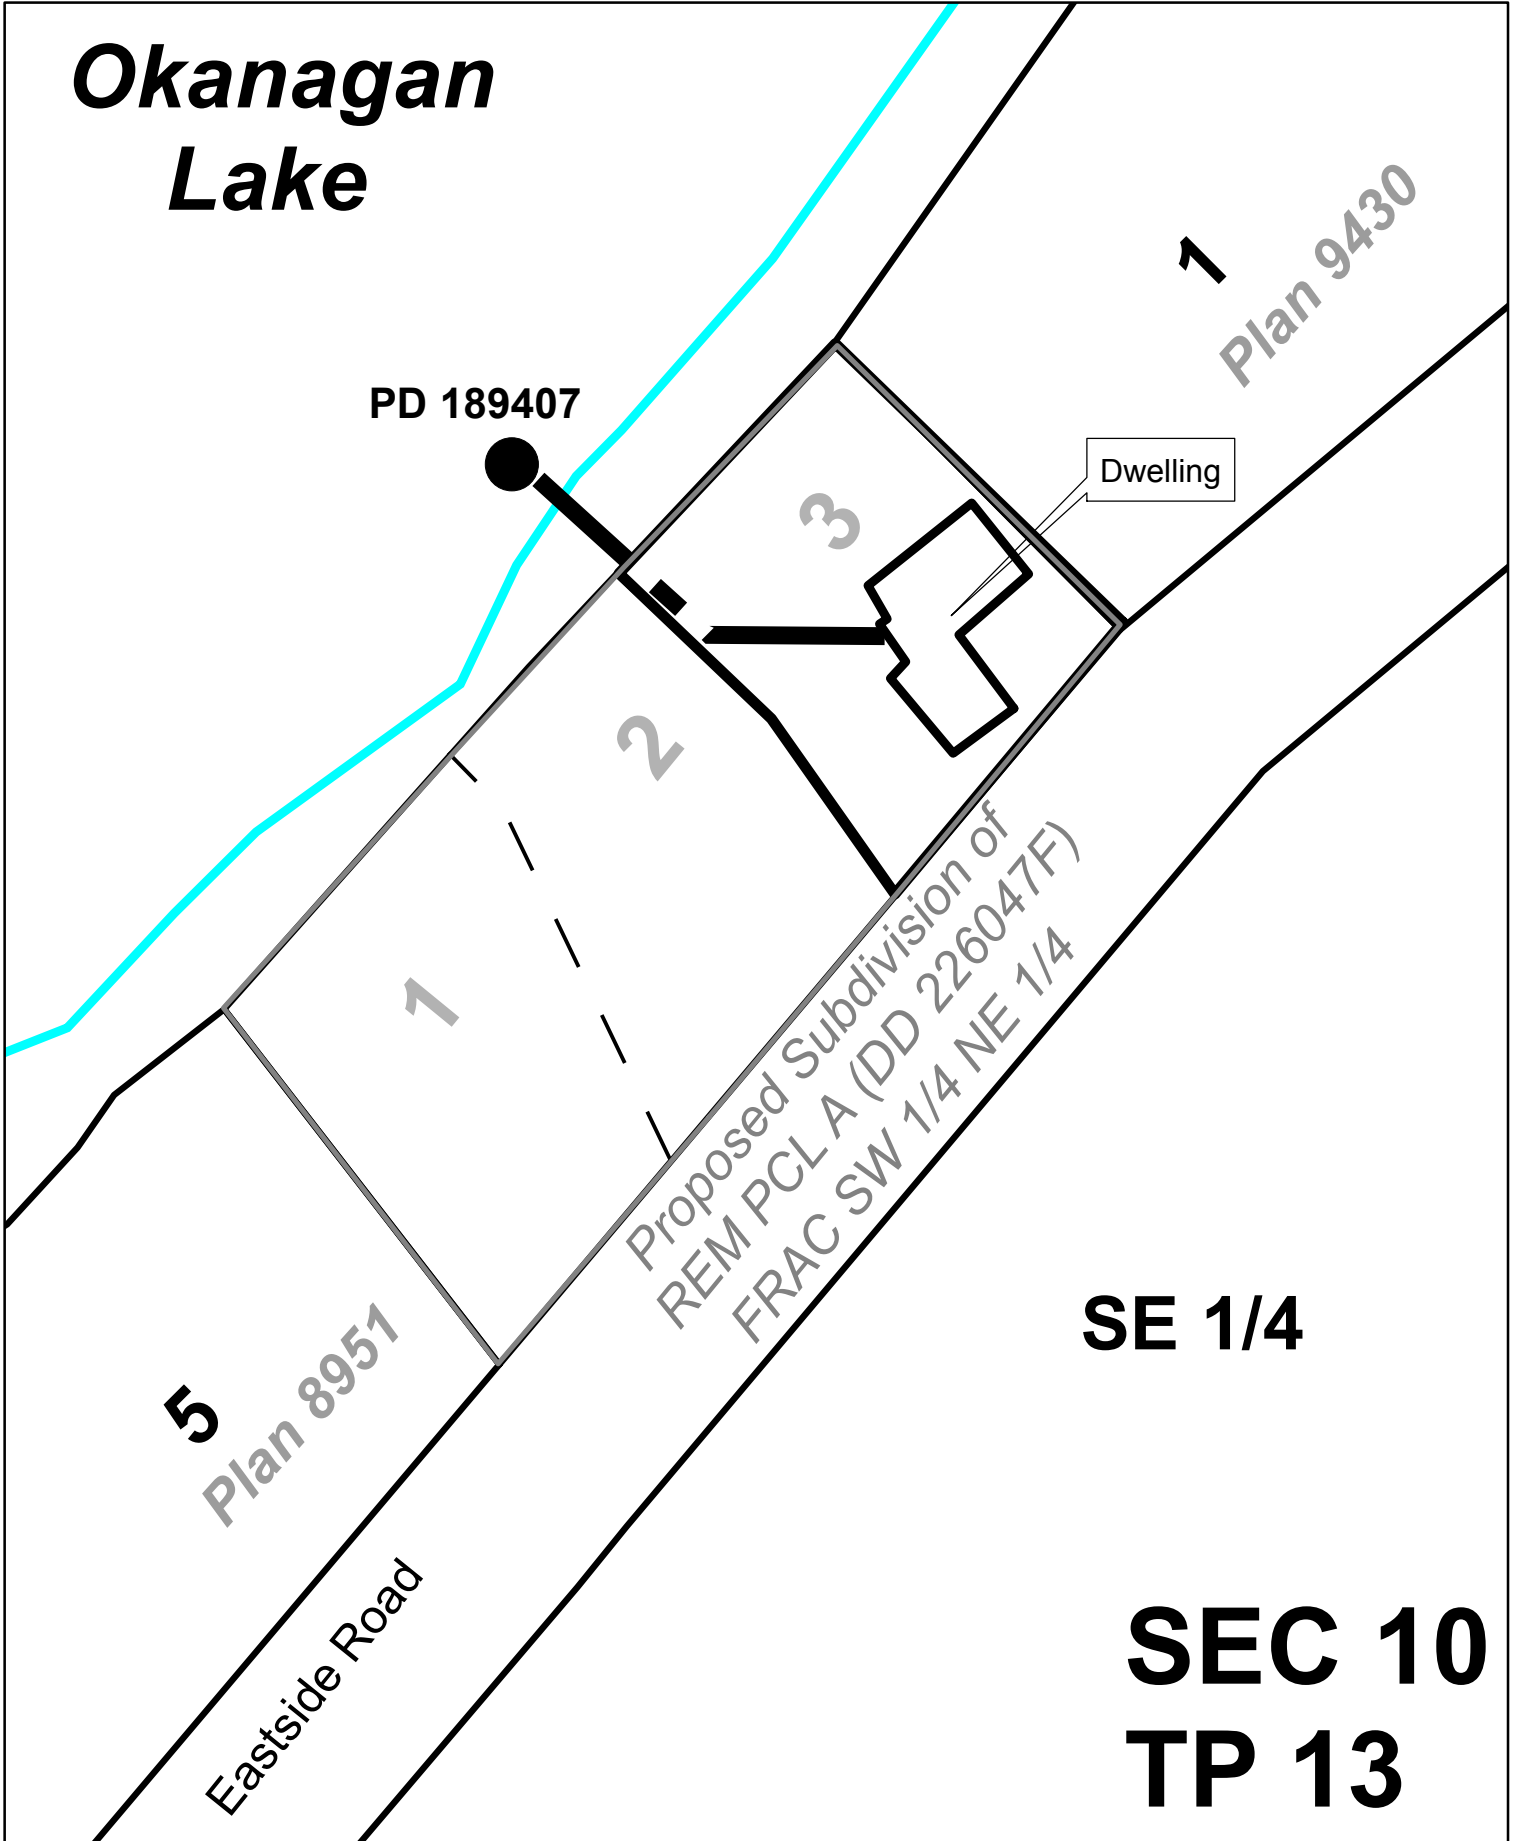 Okanagan
Lake
1
Plan 9430
PD 189407
Dwelling
3
2
1
Proposed Subdivision of
REM PCL A (DD 226047F)
FRAC SW 1/4 NE 1/4
SE 1/4
5
Plan 8951
Eastside Road
SEC 10
TP 13